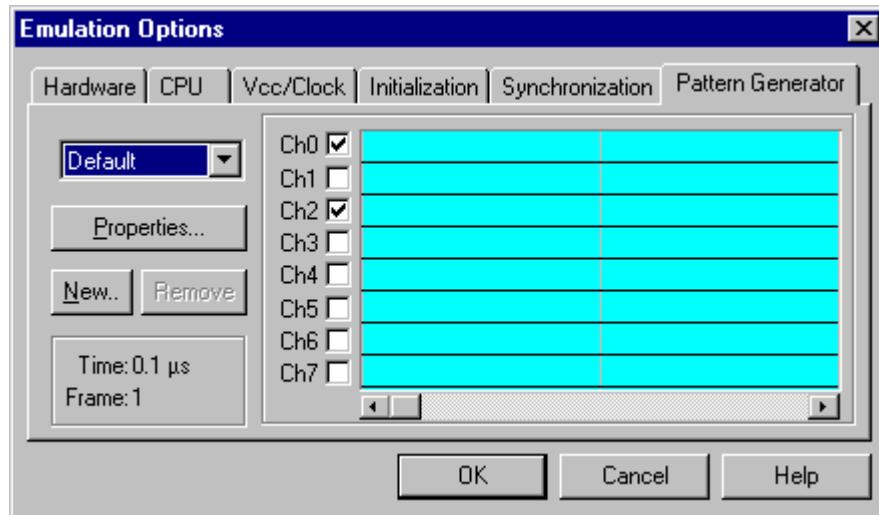 Emulation Options
Hardware CPU Vcc/Clock Initialization Synchronization Pattern Generator
Default
Properties...
New.. Remove
Time: 0.1 µs
Frame: 1
Ch0
Ch1
Ch2
Ch3
Ch4
Ch5
Ch6
Ch7
OK Cancel Help